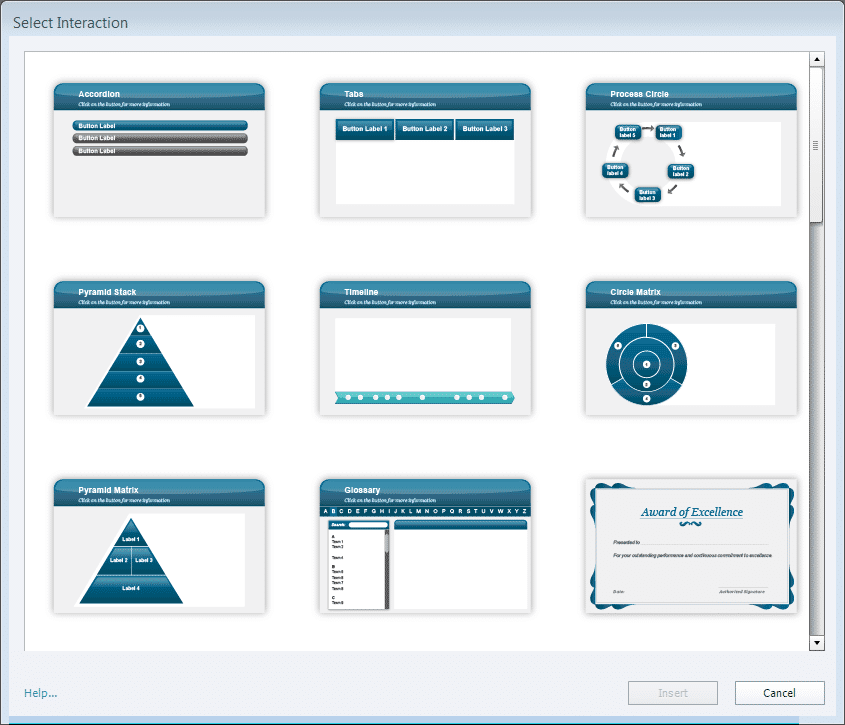 Select Interaction
Accordion
Click on the button for more information
Button Label
Button Label
Button Label
Tabs
Click on the button for more information
Button Label 1 Button Label 2 Button Label 3
Process Circle
Click on the button for more information
Button label 5
Button label 1
Button label 4
Button label 2
Button label 3
Pyramid Stack
Click on the button for more information
1
2
3
4
5
Timeline
Click on the button for more information
Circle Matrix
Click on the button for more information
Pyramid Matrix
Click on the button for more information
Label 1
Label 2 Label 3
Label 4
Glossary
Click on the button for more information
A B C D E F G H I J K L M N O P Q R S T U V W X Y Z
Search:
A
Term 1
Term 2
Term 4
B
Term 5
Term 6
Term 7
Term 8
C
Award of Excellence
Presented to
For your outstanding performance and continuous commitment to excellence.
Date: Authorized Signature
Help... Insert Cancel